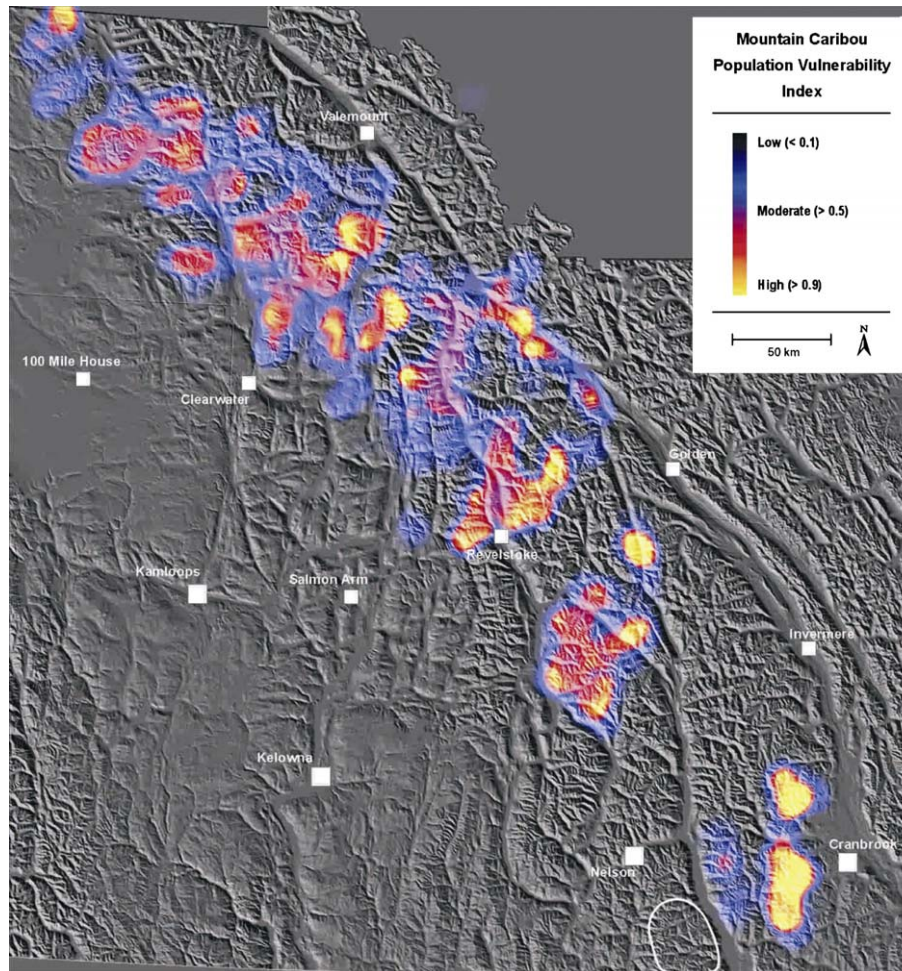 Mountain Caribou
Population Vulnerability
Index
Low (< 0.1)
Moderate (> 0.5)
High (> 0.9)
50 km
N
Valemount
100 Mile House
Clearwater
Golden
Revelstoke
Kamloops
Salmon Arm
Invermere
Kelowna
Cranbrook
Nelson